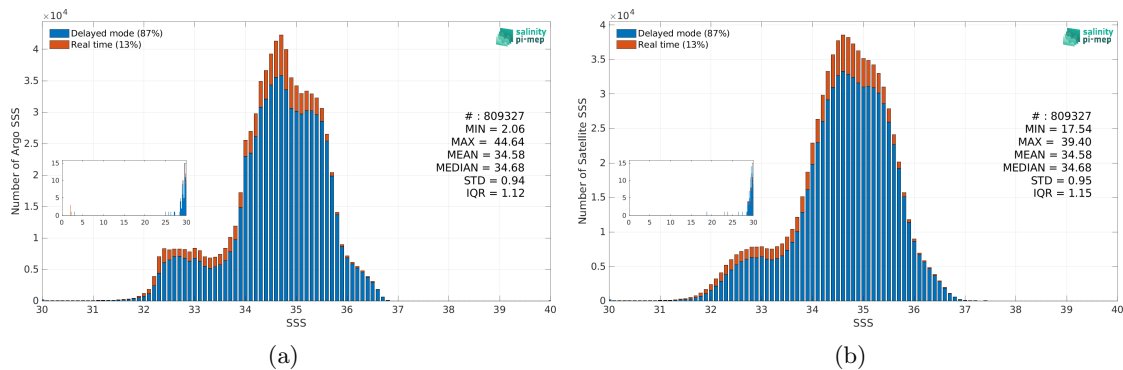 ×10^4
Delayed mode (87%)
Real time (13%)
salinity
pi-mep
4
3.5
3
2.5
2
1.5
1
0.5
0
Number of Argo SSS
# : 809327
MIN = 2.06
MAX = 44.64
MEAN = 34.58
MEDIAN = 34.68
STD = 0.94
IQR = 1.12
15
10
5
0
0 5 10 15 20 25 30
30 31 32 33 34 35 36 37 38 39 40
SSS
(a)
×10^4
Delayed mode (87%)
Real time (13%)
salinity
pi-mep
4
3.5
3
2.5
2
1.5
1
0.5
0
Number of Satellite SSS
# : 809327
MIN = 17.54
MAX = 39.40
MEAN = 34.58
MEDIAN = 34.68
STD = 0.95
IQR = 1.15
15
10
5
0
0 5 10 15 20 25 30
30 31 32 33 34 35 36 37 38 39 40
SSS
(b)